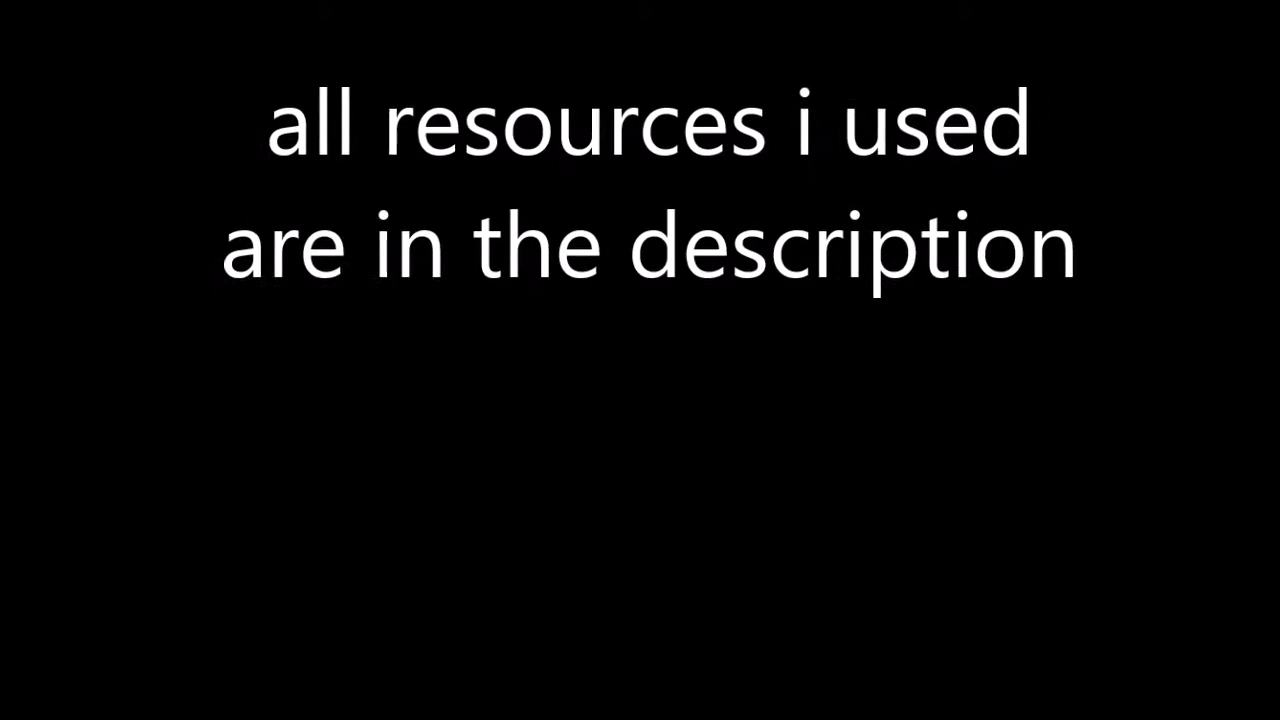 all resources i used
are in the description